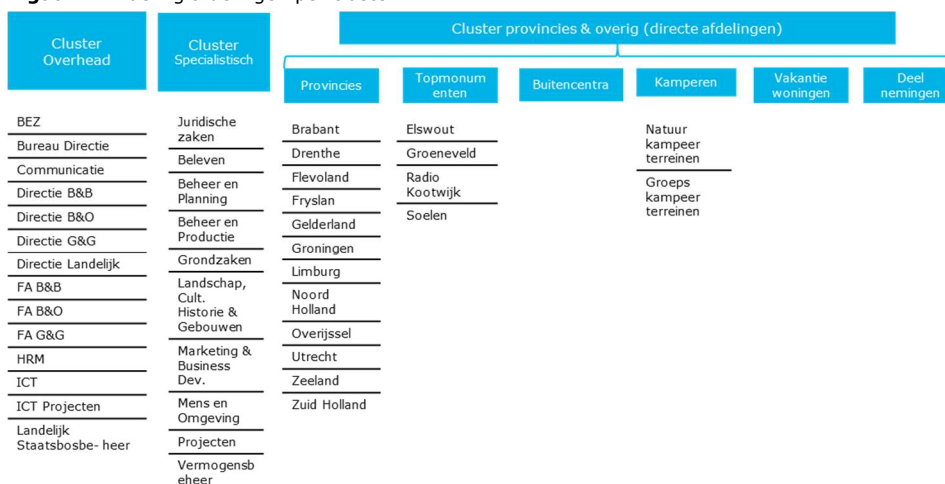 Cluster
Overhead
BEZ
Bureau Directie
Communicatie
Directie B&B
Directie B&O
Directie G&G
Directie Landelijk
FA B&B
FA B&O
FA G&G
HRM
ICT
ICT Projecten
Landelijk
Staatsbosbe- heer
Cluster
Specialistisch
Juridische
zaken
Beleven
Beheer en
Planning
Beheer en
Productie
Grondzaken
Landschap,
Cult.
Historie &
Gebouwen
Marketing &
Business
Dev.
Mens en
Omgeving
Projecten
Vermogensb
eheer
Cluster provincies & overig (directe afdelingen)
Provincies
Brabant
Drenthe
Flevoland
Fryslan
Gelderland
Groningen
Limburg
Noord
Holland
Overijssel
Utrecht
Zeeland
Zuid Holland
Topmonum
enten
Elswout
Groeneveld
Radio
Kootwijk
Soelen
Buitencentra
Kamperen
Natuur
kampeer
terreinen
Groeps
kampeer
terreinen
Vakantie
woningen
Deel
nemingen